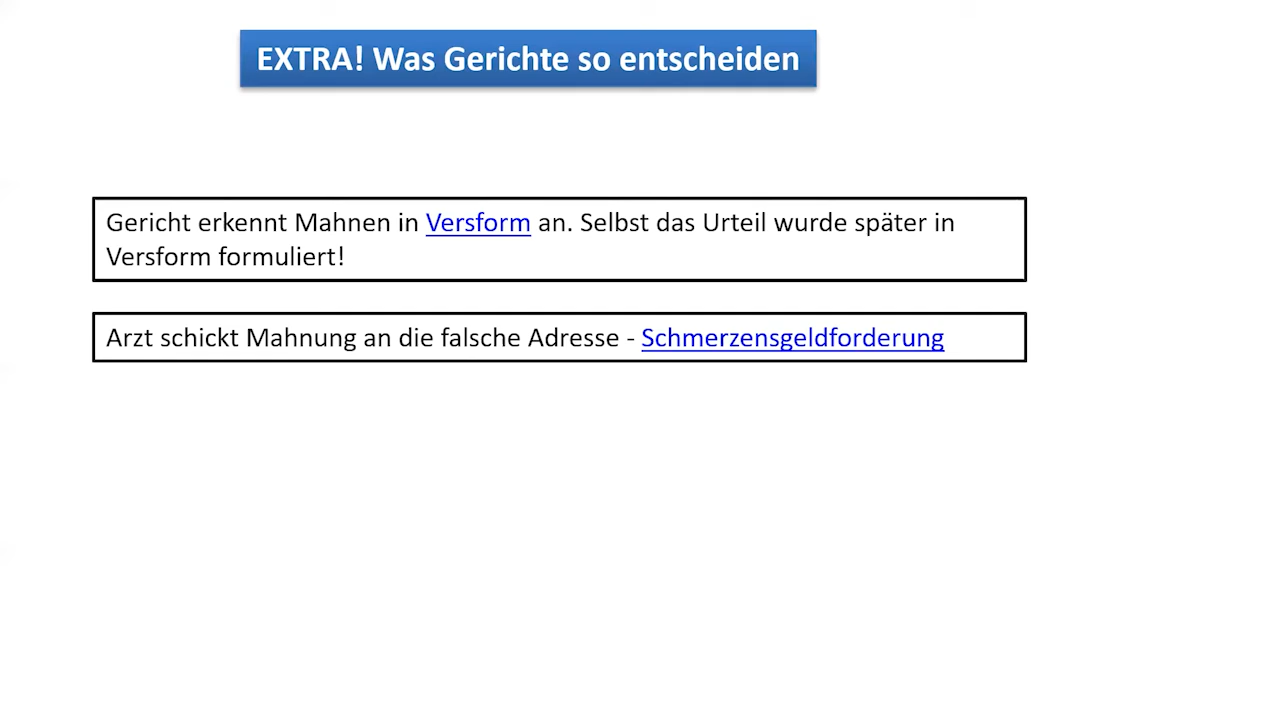 EXTRA! Was Gerichte so entscheiden
Gericht erkennt Mahnen in Versform an. Selbst das Urteil wurde später in
Versform formuliert!
Arzt schickt Mahnung an die falsche Adresse - Schmerzensgeldforderung